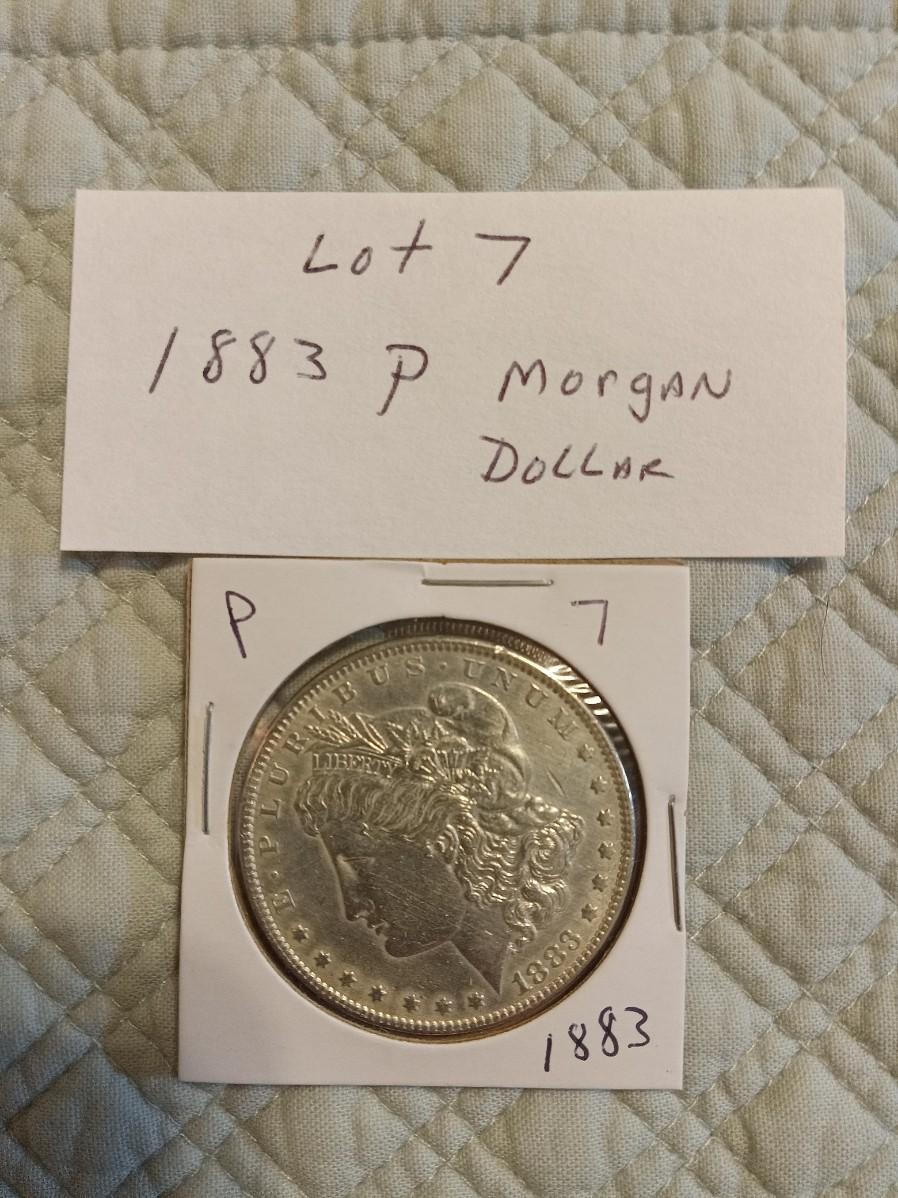 Lot 7
1883 P Morgan
Dollar
P 7
E · PLURIBUS · UNUM
LIBERTY
1883
1883